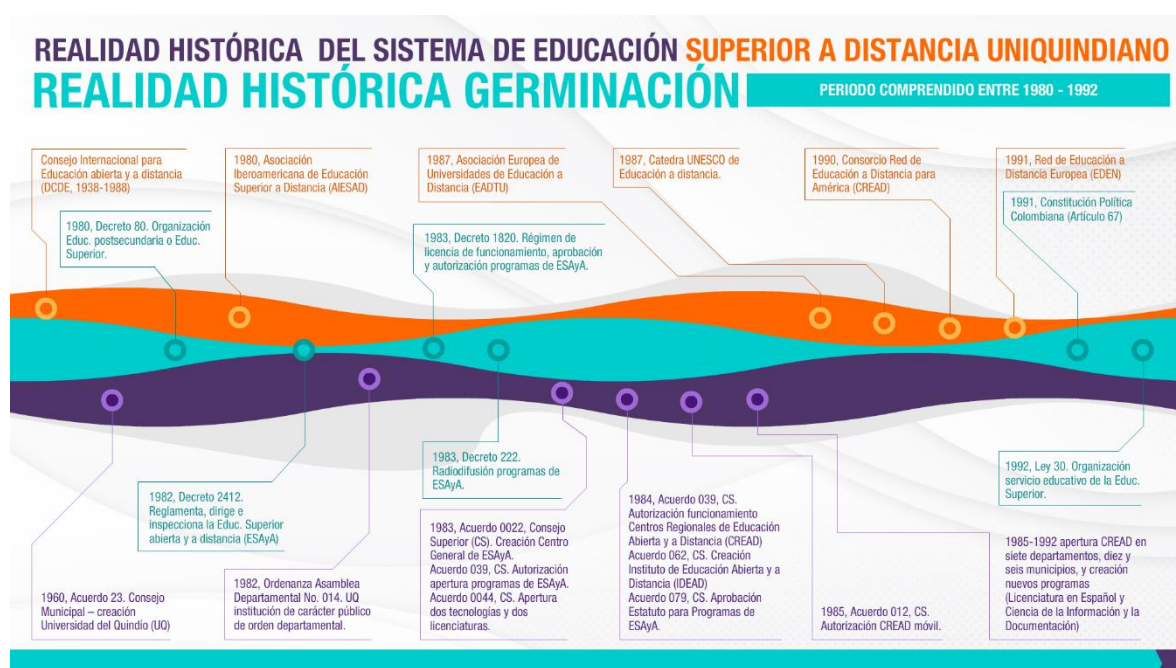 REALIDAD HISTÓRICA DEL SISTEMA DE EDUCACIÓN SUPERIOR A DISTANCIA UNIQUINDIANO
REALIDAD HISTÓRICA GERMINACIÓN
PERIODO COMPRENDIDO ENTRE 1980 - 1992
Consejo Internacional para
Educación abierta y a distancia
(DCDE, 1938-1988)
1980, Asociación
Iberoamericana de Educación
Superior a Distancia (AIESAD)
1987, Asociación Europea de
Universidades de Educación a
Distancia (EADTU)
1987, Catedra UNESCO de
Educación a distancia.
1990, Consorcio Red de
Educación a Distancia para
América (CREAD)
1991, Red de Educación a
Distancia Europea (EDEN)
1980, Decreto 80. Organización
Educ. postsecundaria o Educ.
Superior.
1983, Decreto 1820. Régimen de
licencia de funcionamiento, aprobación
y autorización programas de ESAyA.
1991, Constitución Política
Colombiana (Artículo 67)
1982, Decreto 2412.
Reglamenta, dirige e
inspecciona la Educ. Superior
abierta y a distancia (ESAyA)
1983, Decreto 222.
Radiodifusión programas de
ESAyA.
1992, Ley 30. Organización
servicio educativo de la Educ.
Superior.
1960, Acuerdo 23. Consejo
Municipal – creación
Universidad del Quindío (UQ)
1982, Ordenanza Asamblea
Departamental No. 014. UQ
institución de carácter público
de orden departamental.
1983, Acuerdo 0022, Consejo
Superior (CS). Creación Centro
General de ESAyA.
Acuerdo 039, CS. Autorización
apertura programas de ESAyA.
Acuerdo 0044, CS. Apertura
dos tecnologías y dos
licenciaturas.
1984, Acuerdo 039, CS.
Autorización funcionamiento
Centros Regionales de Educación
Abierta y a Distancia (CREAD)
Acuerdo 062, CS. Creación
Instituto de Educación Abierta y a
Distancia (IDEAD)
Acuerdo 079, CS. Aprobación
Estatuto para Programas de
ESAyA.
1985, Acuerdo 012, CS.
Autorización CREAD móvil.
1985-1992 apertura CREAD en
siete departamentos, diez y
seis municipios, y creación
nuevos programas
(Licenciatura en Español y
Ciencia de la Información y la
Documentación)